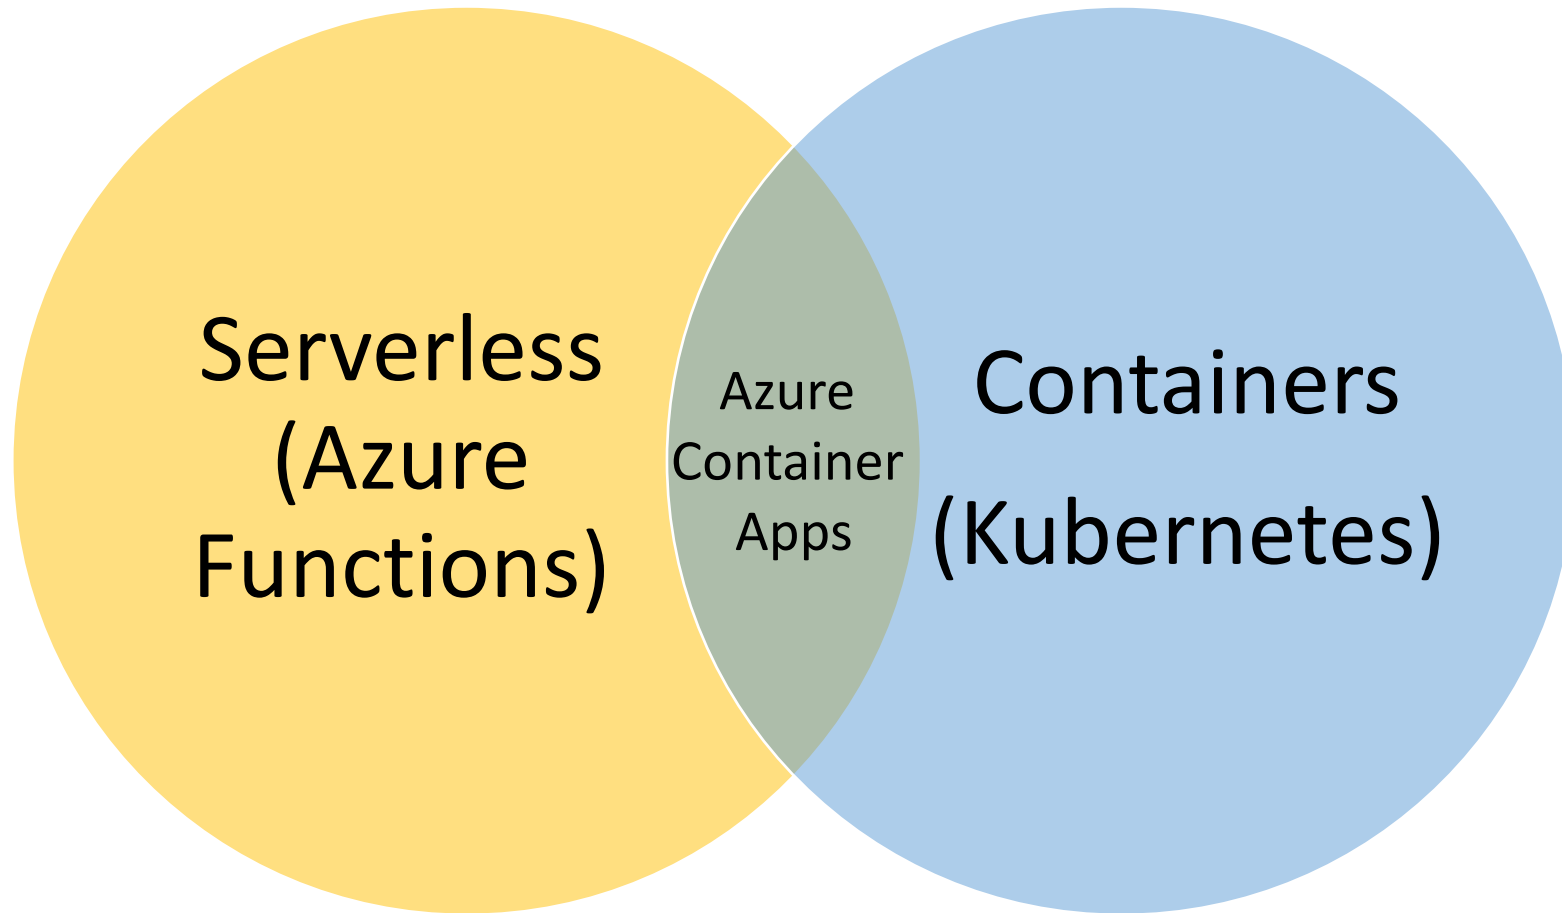 Serverless
(Azure
Functions)
Azure
Container
Apps
Containers
(Kubernetes)